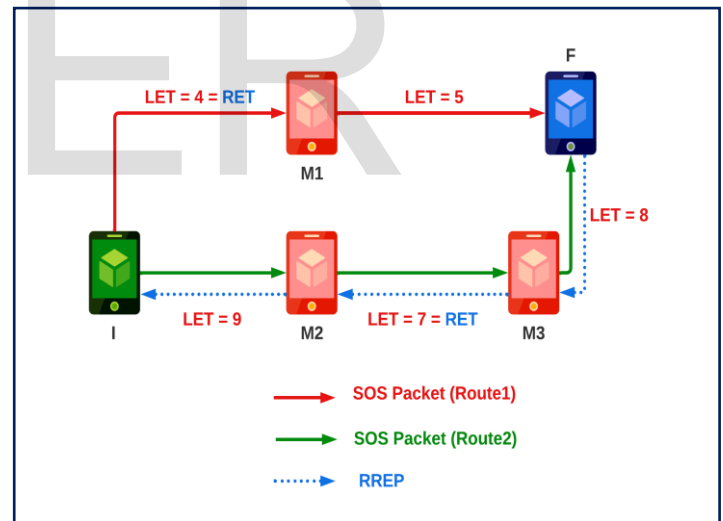 ER
F
LET = 4 = RET
LET = 5
M1
LET = 8
I
LET = 9
M2
LET = 7 = RET
M3
SOS Packet (Route1)
SOS Packet (Route2)
RREP